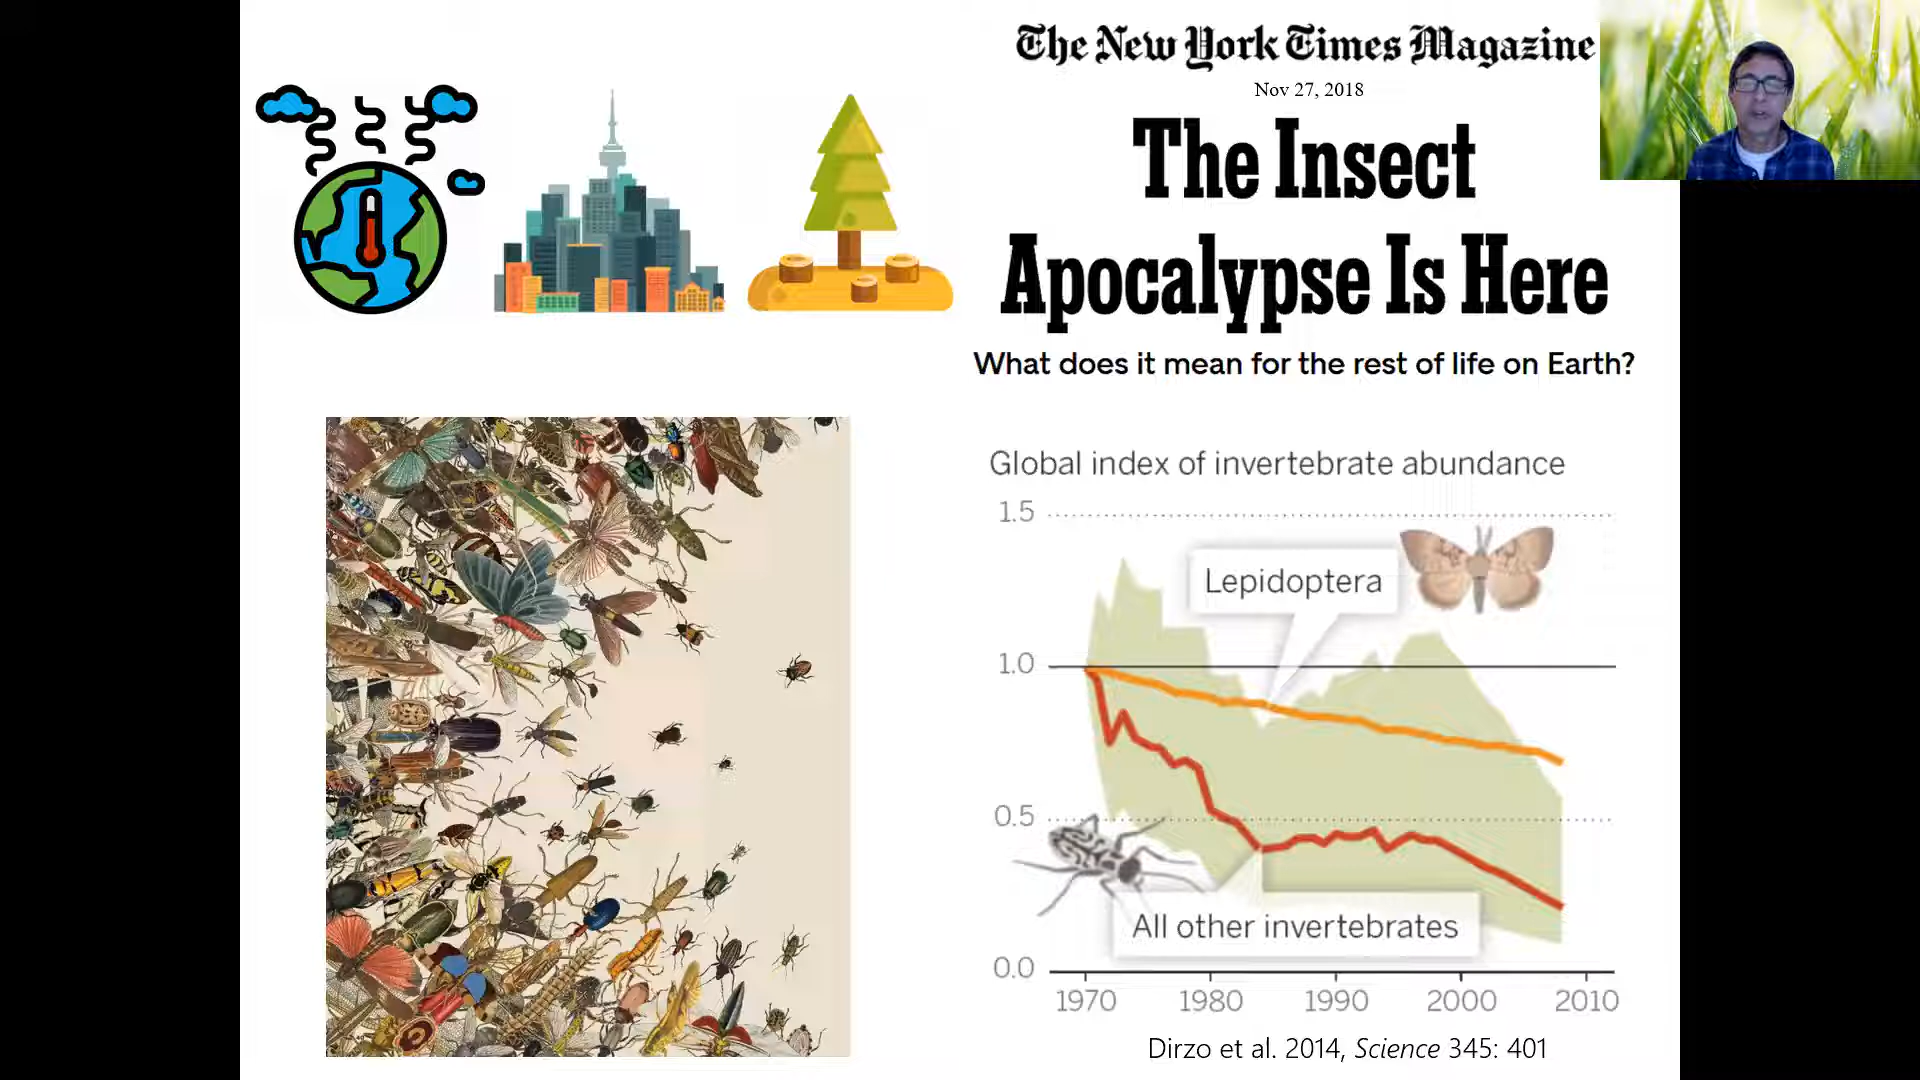 The New York Times Magazine
Nov 27, 2018
The Insect
Apocalypse Is Here
What does it mean for the rest of life on Earth?
Global index of invertebrate abundance
1.5
Lepidoptera
1.0
0.5
All other invertebrates
0.0
1970 1980 1990 2000 2010
Dirzo et al. 2014, Science 345: 401